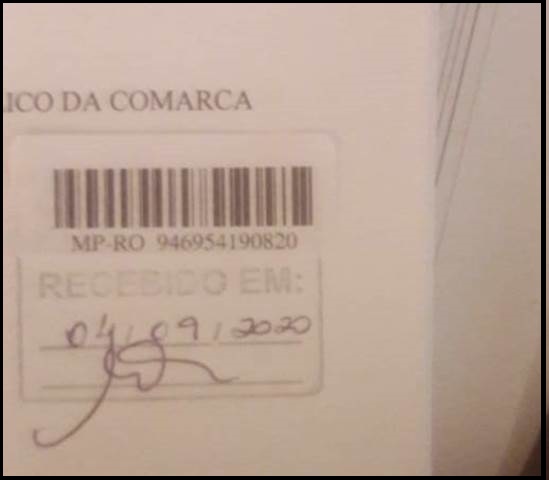 ICO DA COMARCA
MP-RO 946954190820
RECEBIDO EM:
04/09/2020